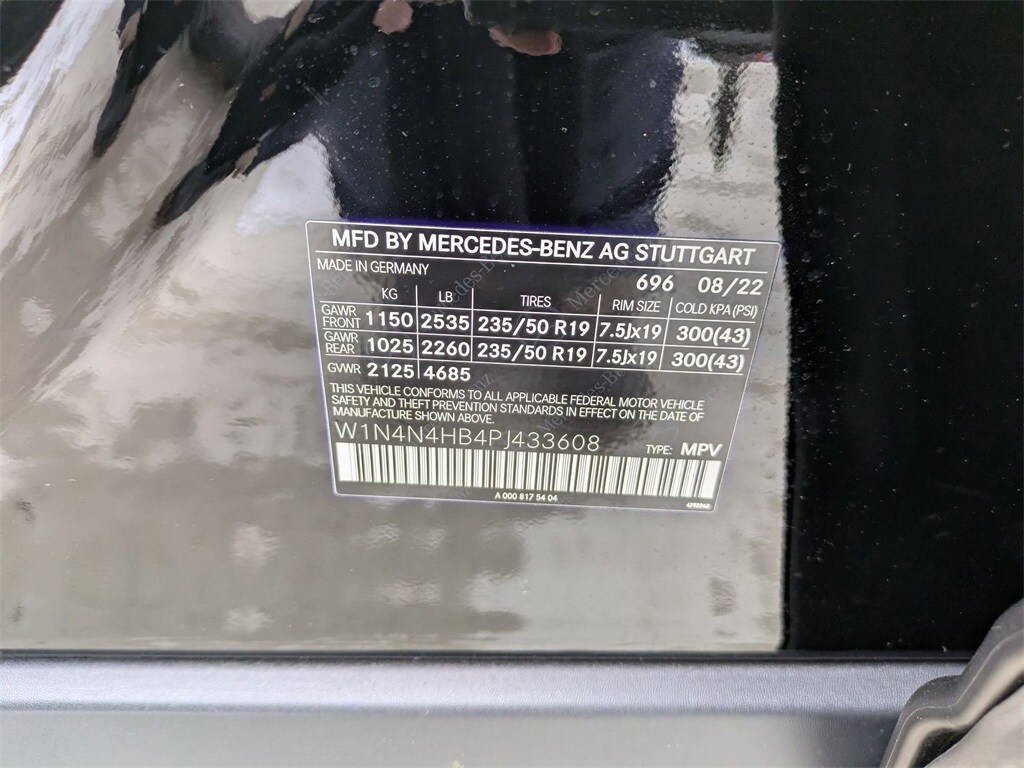 MFD BY MERCEDES-BENZ AG STUTTGART
MADE IN GERMANY 696 08/22
KG LB TIRES RIM SIZE COLD KPA (PSI)
GAWR FRONT 1150 2535 235/50 R19 7.5Jx19 300(43)
GAWR REAR 1025 2260 235/50 R19 7.5Jx19 300(43)
GVWR 2125 4685
THIS VEHICLE CONFORMS TO ALL APPLICABLE FEDERAL MOTOR VEHICLE
SAFETY AND THEFT PREVENTION STANDARDS IN EFFECT ON THE DATE OF
MANUFACTURE SHOWN ABOVE.
W1N4N4HB4PJ433608 TYPE: MPV
A 000 817 54 04